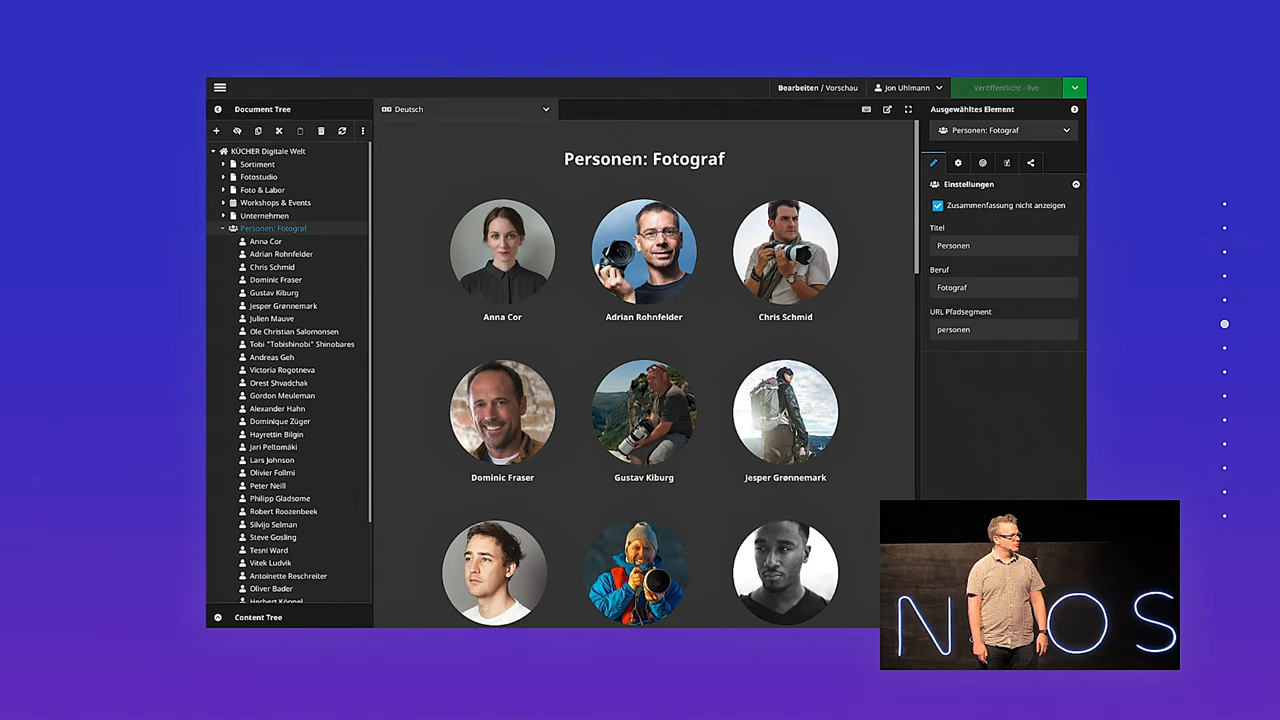 Bearbeiten / Vorschau
Jon Uhlmann
Veröffentlicht - live
Document Tree
Deutsch
Ausgewähltes Element
Personen: Fotograf
KÜCHER Digitale Welt
Sortiment
Fotostudio
Foto & Labor
Workshops & Events
Unternehmen
Personen: Fotograf
Anna Cor
Adrian Rohnfelder
Chris Schmid
Dominic Fraser
Gustav Kiburg
Jesper Grønnemark
Julien Mauve
Ole Christian Salomonsen
Tobi "Tobishinobi" Shinobares
Andreas Geh
Victoria Rogotneva
Orest Shvadchak
Gordon Meuleman
Alexander Hahn
Dominique Züger
Hayrettin Bilgin
Jari Peltomäki
Lars Johnson
Olivier Föllmi
Peter Neill
Philipp Gladsome
Robert Roozenbeek
Silvijo Selman
Steve Gosling
Tesni Ward
Vitek Ludvik
Antoinette Reschreiter
Oliver Bader
Herbert Köppel
Content Tree
Personen: Fotograf
Anna Cor
Adrian Rohnfelder
Chris Schmid
Dominic Fraser
Gustav Kiburg
Jesper Grønnemark
Einstellungen
Zusammenfassung nicht anzeigen
Titel
Personen
Beruf
Fotograf
URL Pfadsegment
personen
N OS